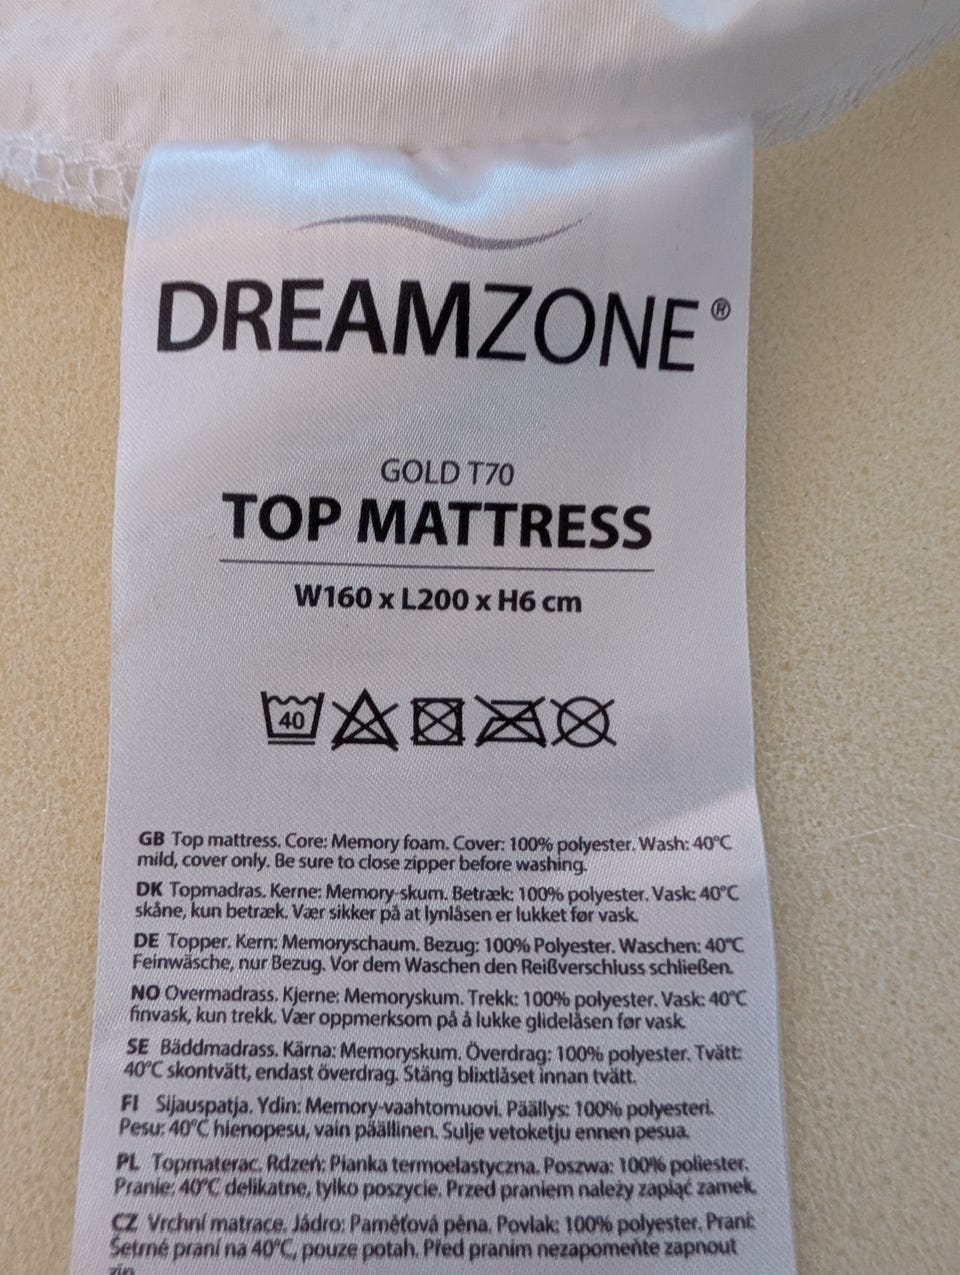 DREAMZONE®
GOLD T70
TOP MATTRESS
W160 x L200 x H6 cm
40
GB Top mattress. Core: Memory foam. Cover: 100% polyester. Wash: 40°C
mild, cover only. Be sure to close zipper before washing.
DK Topmadras. Kerne: Memory-skum. Betræk: 100% polyester. Vask: 40°C
skåne, kun betræk. Vær sikker på at lynlåsen er lukket før vask.
DE Topper. Kern: Memoryschaum. Bezug: 100% Polyester. Waschen: 40°C
Feinwäsche, nur Bezug. Vor dem Waschen den Reißverschluss schließen.
NO Overmadrass. Kjerne: Memoryskum. Trekk: 100% polyester. Vask: 40°C
finvask, kun trekk. Vær oppmerksom på å lukke glidelåsen før vask.
SE Bäddmadrass. Kärna: Memoryskum. Överdrag: 100% polyester. Tvätt:
40°C skontvätt, endast överdrag. Stäng blixtlåset innan tvätt.
FI Sijauspatja. Ydin: Memory-vaahtomuovi. Päällys: 100% polyesteri.
Pesu: 40°C hienopesu, vain päällinen. Sulje vetoketju ennen pesua.
PL Topmaterac. Rdzeń: Pianka termoelastyczna. Poszwa: 100% poliester.
Pranie: 40°C delikatne, tylko poszycie. Przed praniem należy zapiąć zamek.
CZ Vrchní matrace. Jádro: Paměťová pěna. Povlak: 100% polyester. Praní:
Šetrné praní na 40°C, pouze potah. Před praním nezapomeňte zapnout
zip.